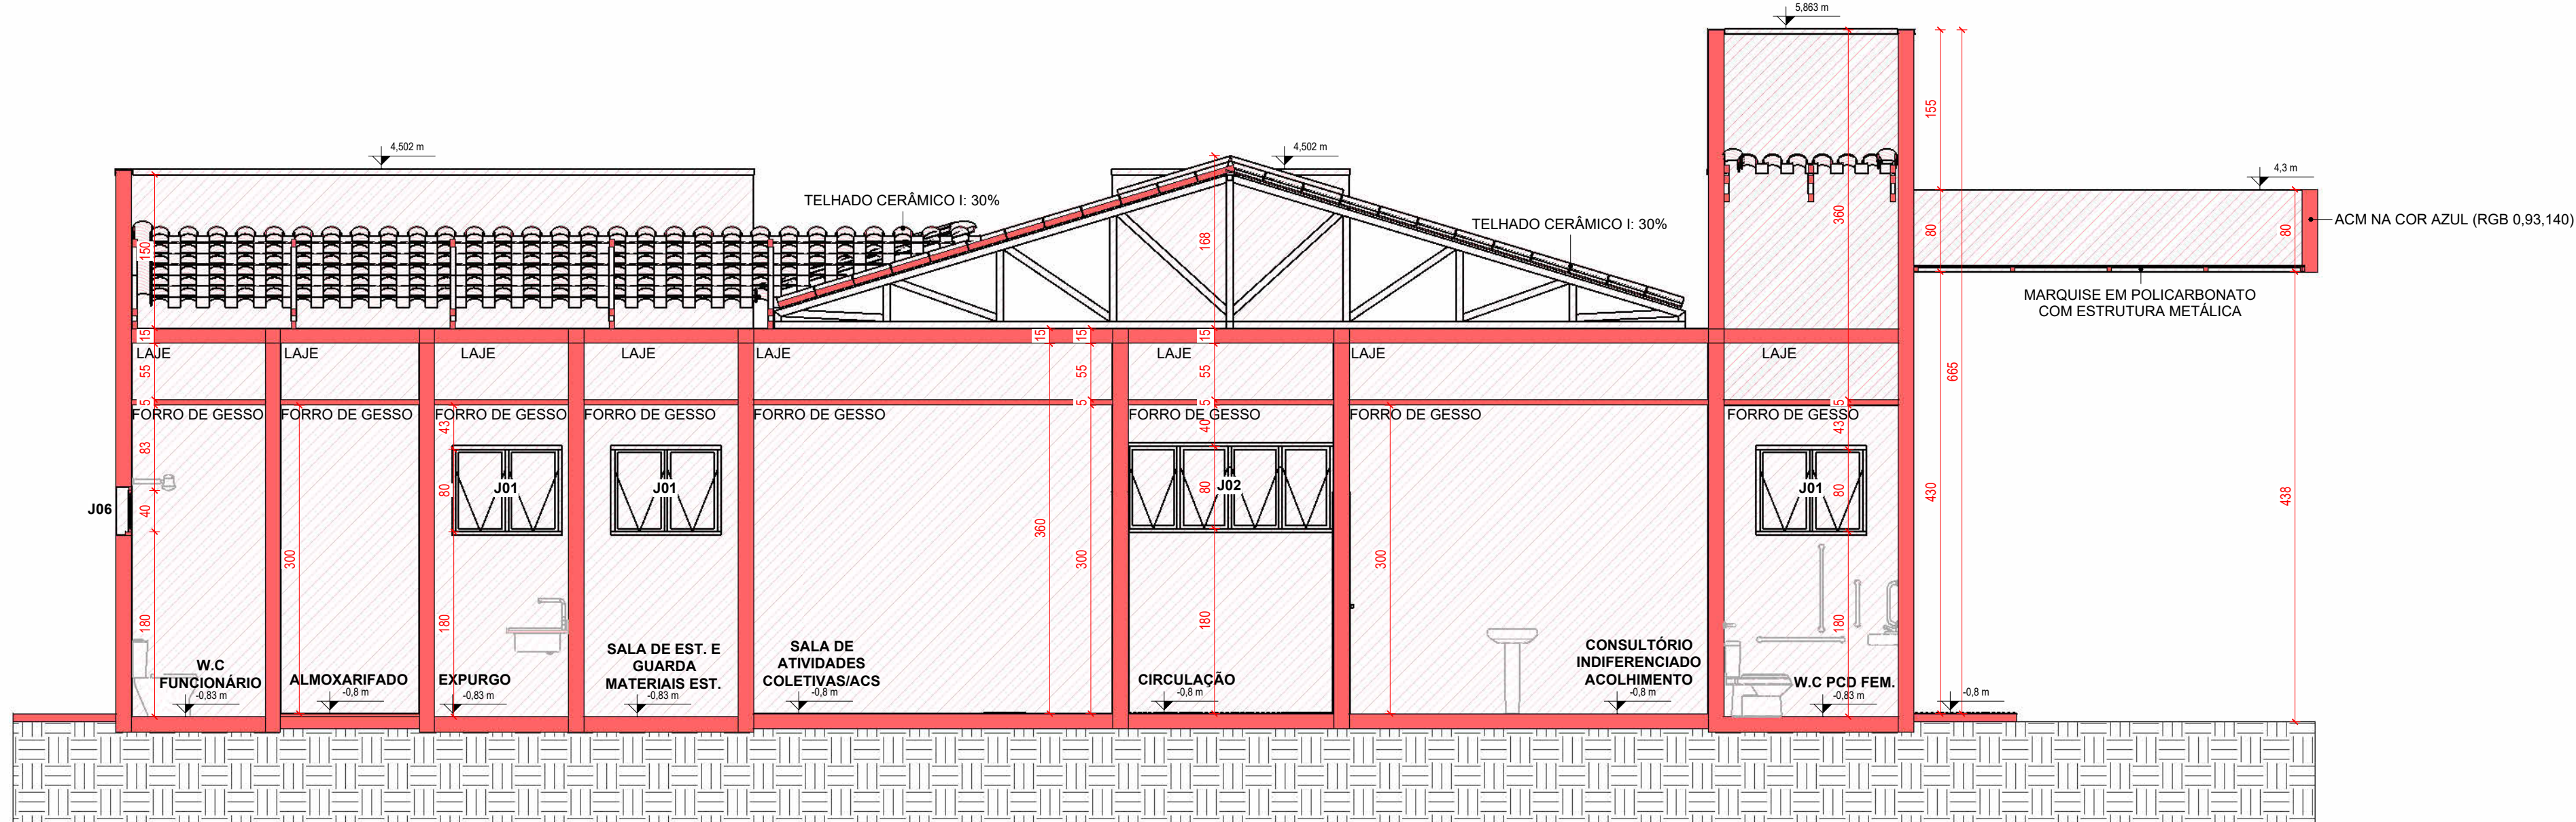 5,863 m
155
4,502 m
4,502 m
4,3 m
TELHADO CERÂMICO I: 30%
TELHADO CERÂMICO I: 30%
360
80
80
ACM NA COR AZUL (RGB 0,93,140)
150
168
MARQUISE EM POLICARBONATO
COM ESTRUTURA METÁLICA
15
15
15
15
LAJE
LAJE
LAJE
LAJE
LAJE
LAJE
LAJE
LAJE
55
55
55
665
5
5
5
5
FORRO DE GESSO
FORRO DE GESSO
FORRO DE GESSO
FORRO DE GESSO
FORRO DE GESSO
FORRO DE GESSO
FORRO DE GESSO
FORRO DE GESSO
83
43
40
43
J06
40
80
J01
J01
80
J02
80
J01
430
438
300
360
300
300
180
180
180
180
W.C
FUNCIONÁRIO
-0,83 m
ALMOXARIFADO
-0,8 m
EXPURGO
-0,83 m
SALA DE EST. E
GUARDA
MATERIAIS EST.
-0,83 m
SALA DE
ATIVIDADES
COLETIVAS/ACS
-0,8 m
CIRCULAÇÃO
-0,8 m
CONSULTÓRIO
INDIFERENCIADO
ACOLHIMENTO
-0,8 m
W.C PCD FEM.
-0,83 m
-0,8 m